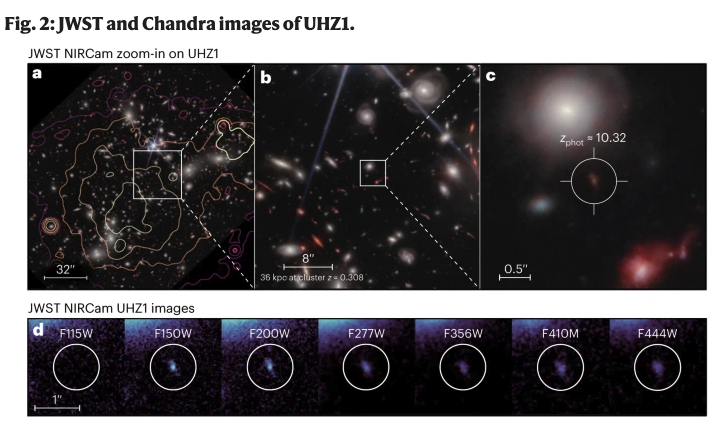 Fig. 2: JWST and Chandra images of UHZ1.
JWST NIRCam zoom-in on UHZ1
a
b
c
z_phot ≈ 10.32
32″
8″
36 kpc at cluster z = 0.308
0.5″
JWST NIRCam UHZ1 images
d
F115W F150W F200W F277W F356W F410M F444W
1″